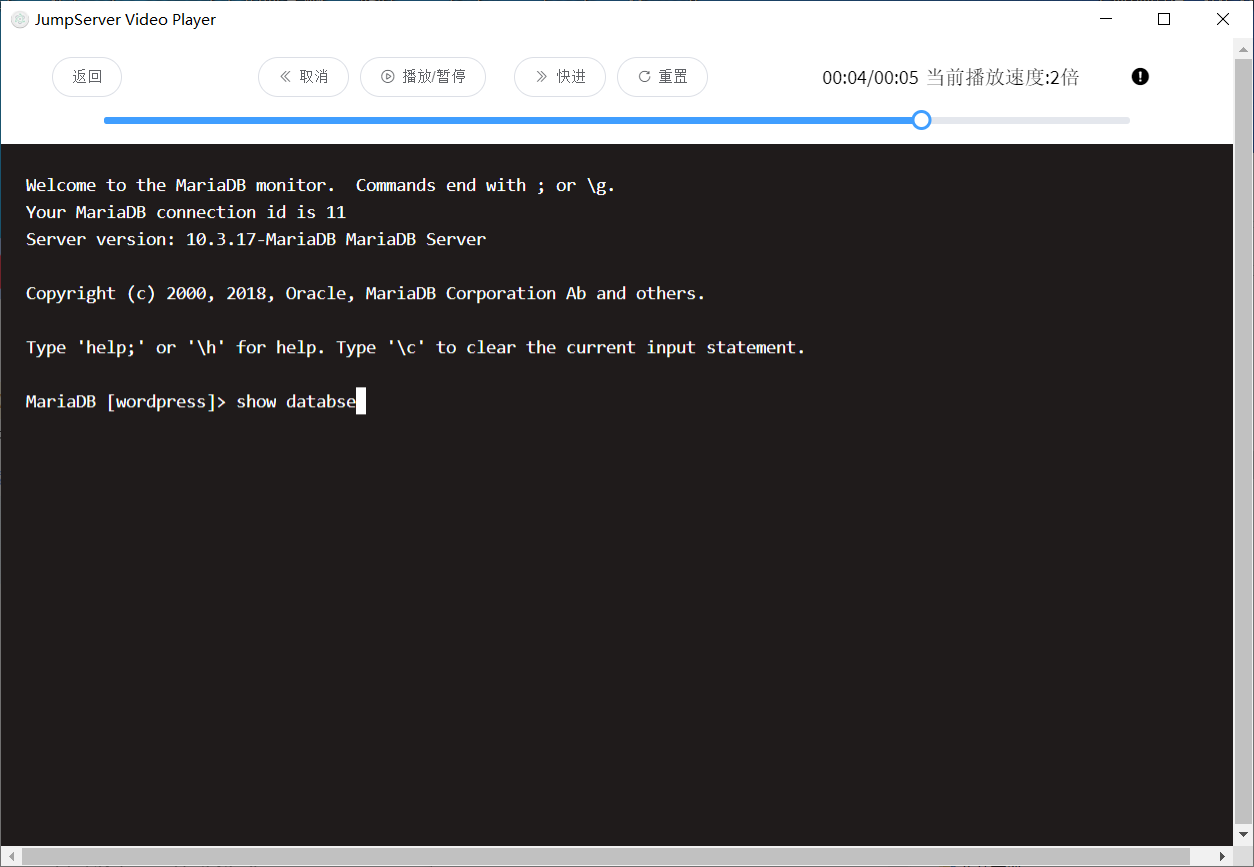 JumpServer Video Player
返回 取消 播放/暂停 快进 重置 00:04/00:05 当前播放速度:2倍
Welcome to the MariaDB monitor.  Commands end with ; or \g.
Your MariaDB connection id is 11
Server version: 10.3.17-MariaDB MariaDB Server
Copyright (c) 2000, 2018, Oracle, MariaDB Corporation Ab and others.
Type 'help;' or '\h' for help. Type '\c' to clear the current input statement.
MariaDB [wordpress]> show databse